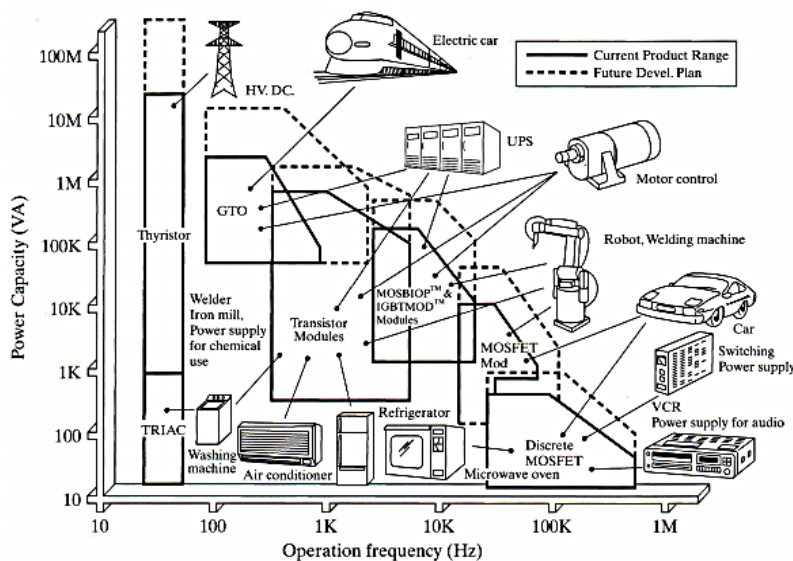 100M
10M
1M
100K
10K
1K
100
10
Power Capacity (VA)
10
100
1K
10K
100K
1M
Operation frequency (Hz)
Current Product Range
Future Devel. Plan
Electric car
HV. DC.
UPS
Motor control
GTO
Thyristor
Robot, Welding machine
MOSBIOP™ &
IGBTMOD™
Modules
Welder
Iron mill,
Power supply
for chemical
use
Transistor
Modules
MOSFET
Mod
Car
Switching
Power supply
TRIAC
Washing
machine
Air conditioner
Refrigerator
Microwave oven
Discrete
MOSFET
VCR
Power supply for audio